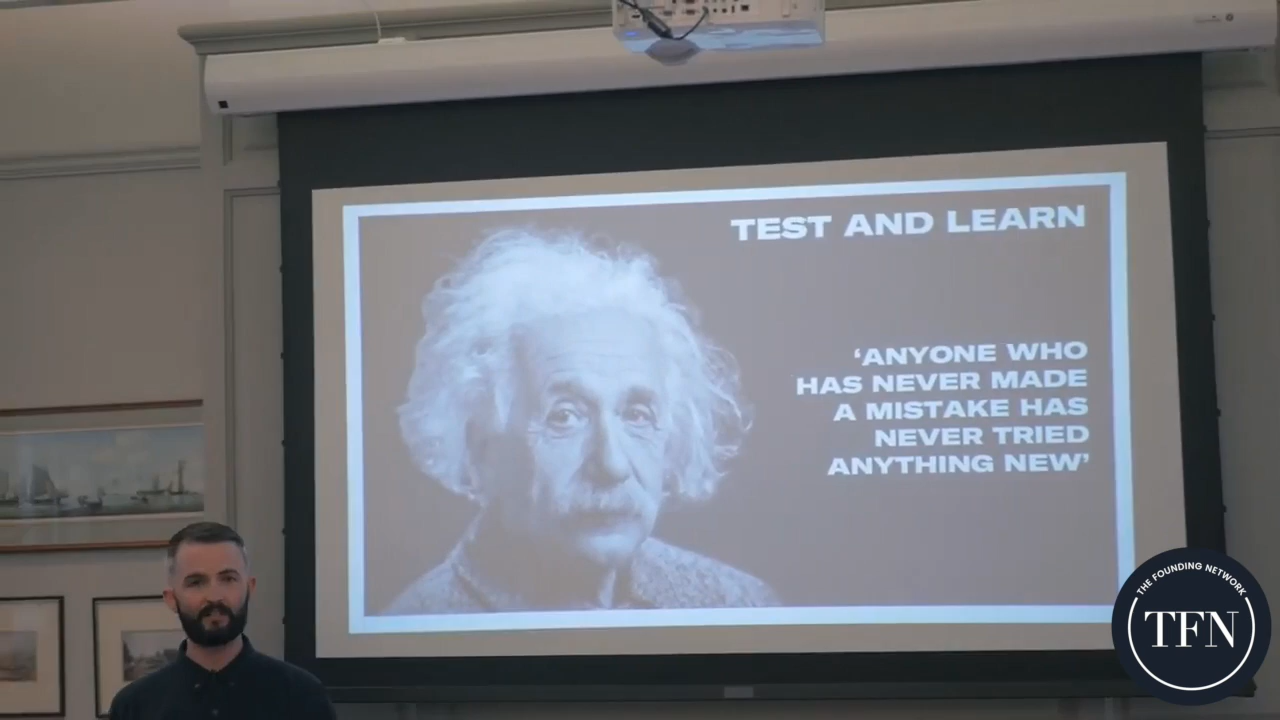 TEST AND LEARN
‘ANYONE WHO
HAS NEVER MADE
A MISTAKE HAS
NEVER TRIED
ANYTHING NEW’
THE FOUNDING NETWORK
TFN